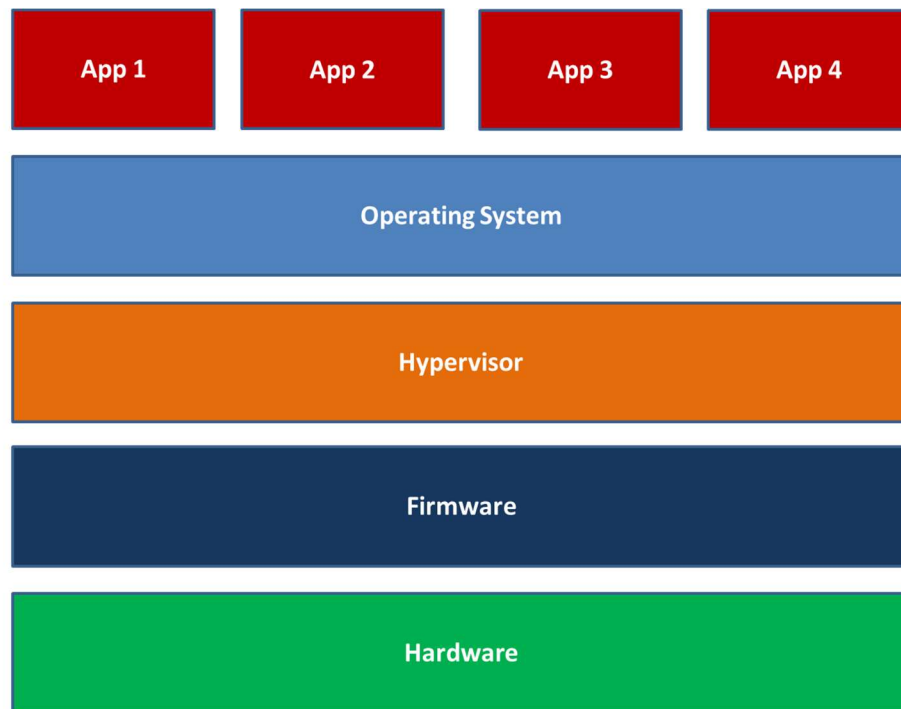 App 1 App 2 App 3 App 4
Operating System
Hypervisor
Firmware
Hardware